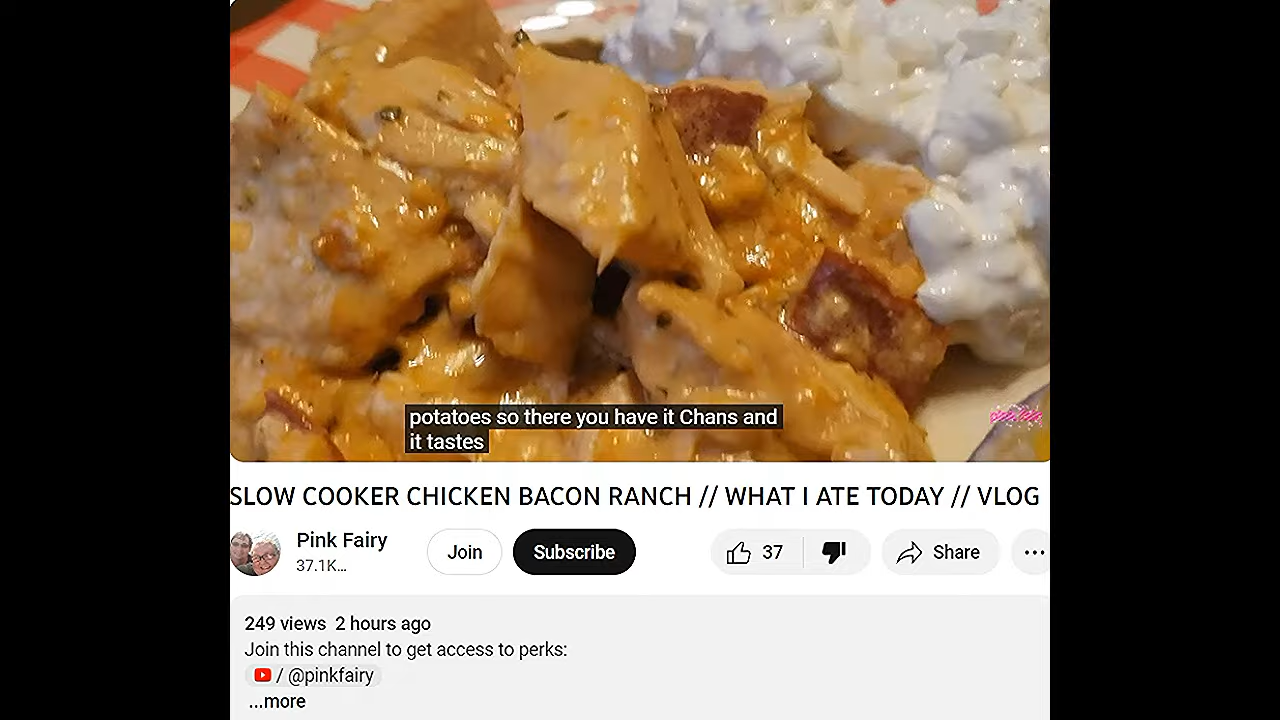 potatoes so there you have it Chans and
it tastes
SLOW COOKER CHICKEN BACON RANCH // WHAT I ATE TODAY // VLOG
Pink Fairy
37.1K...
Join
Subscribe
37
Share
249 views 2 hours ago
Join this channel to get access to perks:
/ @pinkfairy
...more